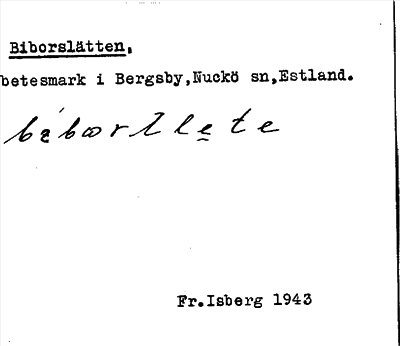 Biborslätten,
betesmark i Bergsby,Nuckö sn,Estland.
Fr.Isberg 1943